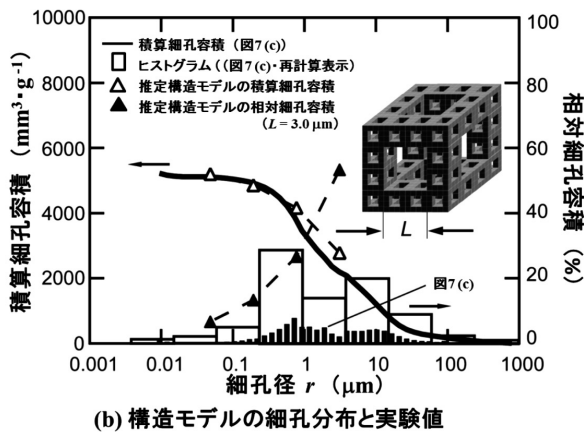 (b) 10000
8000
6000
4000
2000
0
積算細孔容積 (mm³・g⁻¹)
積算細孔容積 (図7(c))
ヒストグラム ((図7(c)・再計算表示)
推定構造モデルの積算細孔容積
推定構造モデルの相対細孔容積
(L = 3.0 μm)
L
図7(c)
100
80
60
40
20
0
相対細孔容積 (%)
0.001 0.01 0.1 1 10 100 1000
細孔径 r (μm)
(b) 構造モデルの細孔分布と実験値